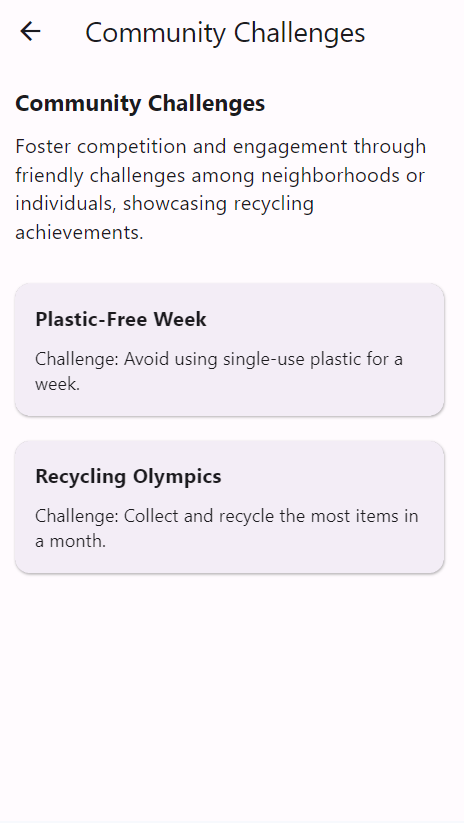 Community Challenges
Community Challenges
Foster competition and engagement through
friendly challenges among neighborhoods or
individuals, showcasing recycling
achievements.
Plastic-Free Week
Challenge: Avoid using single-use plastic for a
week.
Recycling Olympics
Challenge: Collect and recycle the most items in
a month.